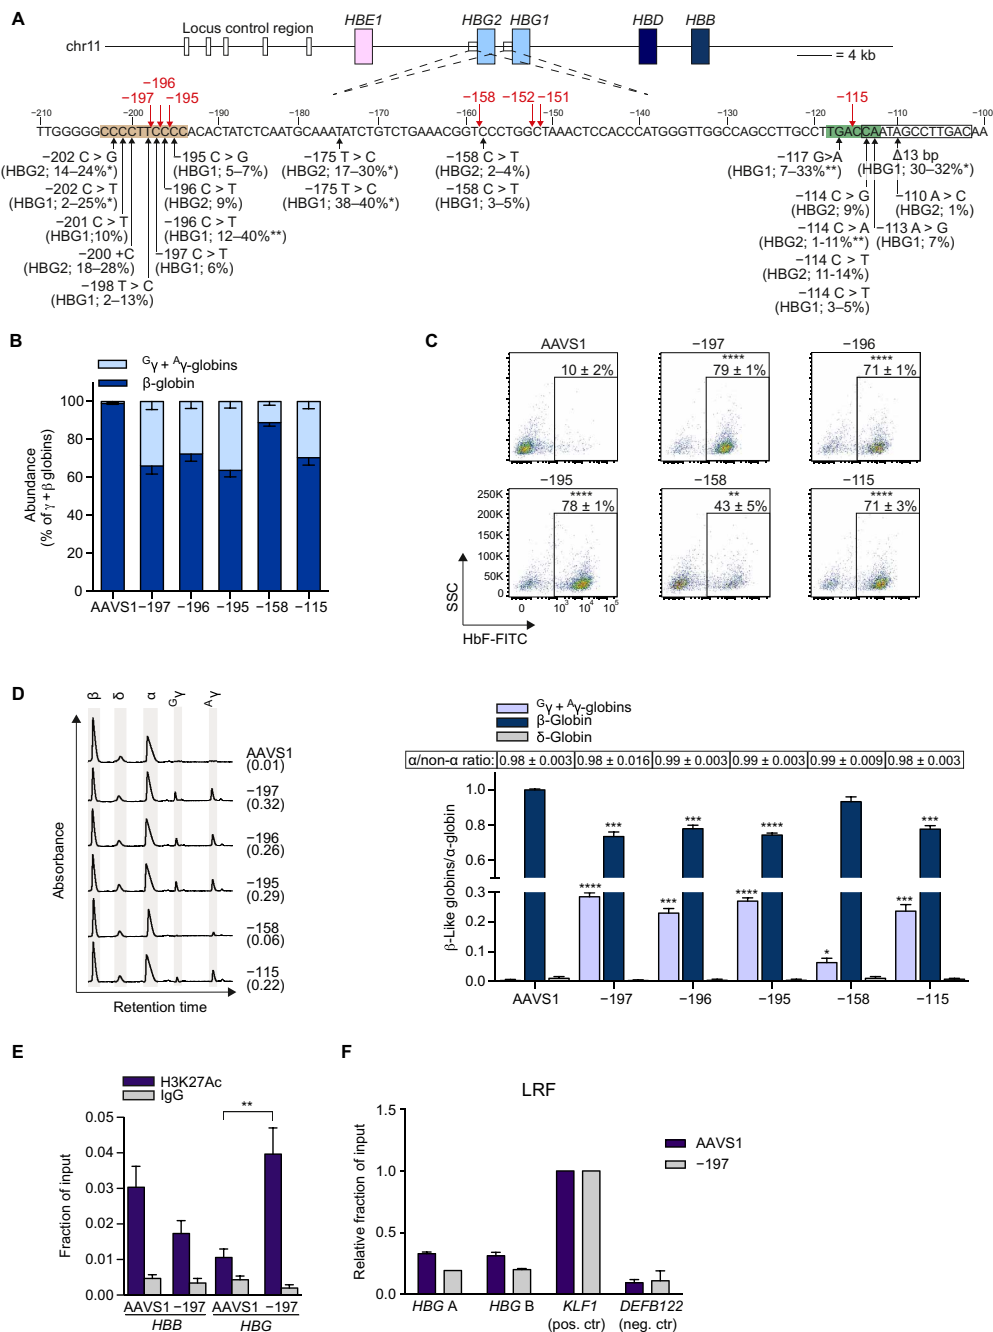 A
Locus control region
HBE1
HBG2
HBG1
HBD
HBB
chr11
= 4 kb
−196
−197
−195
−158
−152
−151
−115
−210
−200
−190
−180
−170
−160
−150
−140
−130
−120
−110
−100
TTGGGGGCCCCTTCCCCACACTATCTCAATGCAAATATCTGTCTGAAACGGTCCCTGGCTAAACTCCACCCATGGGTTGGCCAGCCTTGCCTTGACCAATAGCCTTGACAA
−202 C > G
(HBG2; 14–24%*)
−202 C > T
(HBG1; 2–25%*)
−201 C > T
(HBG1;10%)
−200 +C
(HBG2; 18–28%)
−198 T > C
(HBG1; 2–13%)
−195 C > G
(HBG1; 5–7%)
−196 C > T
(HBG2; 9%)
−196 C > T
(HBG1; 12–40%**)
−197 C > T
(HBG1; 6%)
−175 T > C
(HBG2; 17–30%*)
−175 T > C
(HBG1; 38–40%*)
−158 C > T
(HBG2; 2–4%)
−158 C > T
(HBG1; 3–5%)
−117 G>A
(HBG1; 7–33%**)
−114 C > G
(HBG2; 9%)
−114 C > A
(HBG2; 1-11%**)
−114 C > T
(HBG2; 11-14%)
−114 C > T
(HBG1; 3–5%)
Δ13 bp
(HBG1; 30–32%*)
−110 A > C
(HBG2; 1%)
−113 A > G
(HBG1; 7%)
B
Gγ + Aγ-globins
β-globin
Abundance
(% of γ + β globins)
100
80
60
40
20
0
AAVS1 −197 −196 −195 −158 −115
C
AAVS1
10 ± 2%
−197
****
79 ± 1%
−196
****
71 ± 1%
−195
****
78 ± 1%
−158
**
43 ± 5%
−115
****
71 ± 3%
250K
200K
150K
100K
50K
0
0 10³ 10⁴ 10⁵
SSC
HbF-FITC
D
β δ α Gγ Aγ
Absorbance
Retention time
AAVS1
(0.01)
−197
(0.32)
−196
(0.26)
−195
(0.29)
−158
(0.06)
−115
(0.22)
Gγ + Aγ-globins
β-Globin
δ-Globin
α/non-α ratio: 0.98 ± 0.003 0.98 ± 0.016 0.99 ± 0.003 0.99 ± 0.003 0.99 ± 0.009 0.98 ± 0.003
β-Like globins/α-globin
1.0
0.8
0.6
0.3
0.2
0.1
0.0
**** *** *** *** **** **** * *** ***
AAVS1 −197 −196 −195 −158 −115
E
H3K27Ac
IgG
**
Fraction of input
0.05
0.04
0.03
0.02
0.01
0.00
AAVS1 −197 AAVS1 −197
HBB HBG
F
LRF
AAVS1
−197
Relative fraction of input
1.5
1.0
0.5
0.0
HBG A HBG B KLF1 DEFB122
(pos. ctr) (neg. ctr)